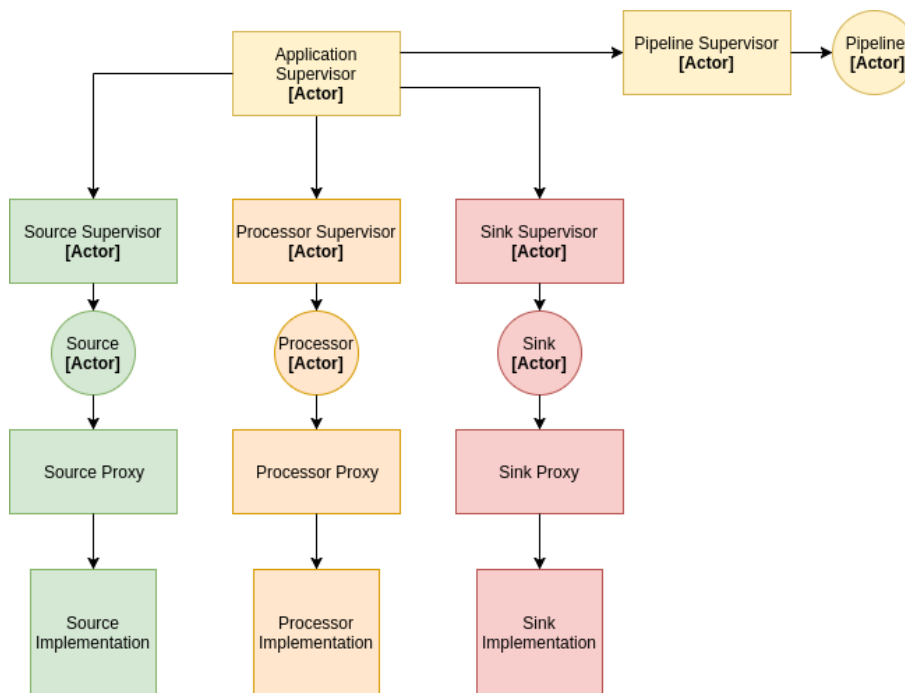 Application
Supervisor
[Actor]
Pipeline Supervisor
[Actor]
Pipeline
[Actor]
Source Supervisor
[Actor]
Processor Supervisor
[Actor]
Sink Supervisor
[Actor]
Source
[Actor]
Processor
[Actor]
Sink
[Actor]
Source Proxy
Processor Proxy
Sink Proxy
Source
Implementation
Processor
Implementation
Sink
Implementation